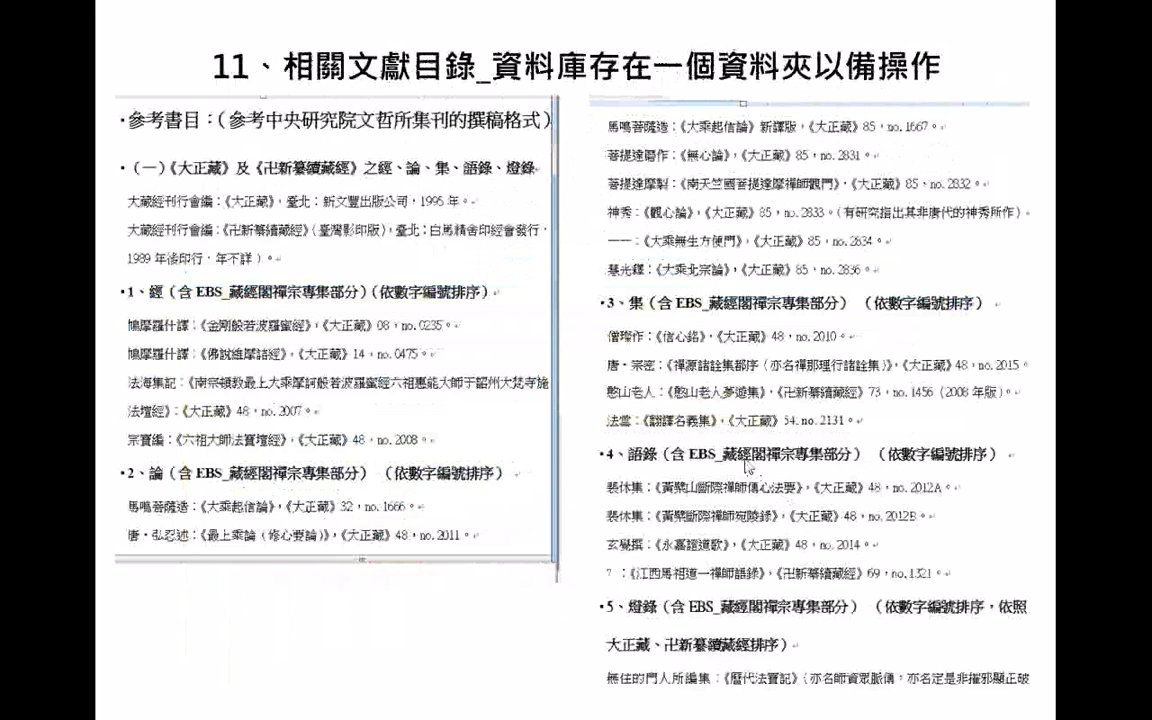 11、相關文獻目錄_資料庫存在一個資料夾以備操作
•參考書目：（參考中央研究院文哲所集刊的撰稿格式）
•（一）《大正藏》及《卍新纂續藏經》之經、論、集、語錄、燈錄
大藏經刊行會編：《大正藏》，臺北：新文豐出版公司，1995 年。
大藏經刊行會編：《卍新纂續藏經》（臺灣影印版），臺北：白馬精舍印經會發行，
1989 年後印行，年不詳）。
•1、經（含 EBS_藏經閣禪宗專集部分）（依數字編號排序）
鳩摩羅什譯：《金剛般若波羅蜜經》，《大正藏》08，no.0235。
鳩摩羅什譯：《佛說維摩詰經》，《大正藏》14，no.0475。
法海集記：《南宗頓教最上大乘摩訶般若波羅蜜經六祖惠能大師于韶州大梵寺施
法壇經》：《大正藏》48，no.2007。
宗寶編：《六祖大師法寶壇經》，《大正藏》48，no.2008。
•2、論（含 EBS_藏經閣禪宗專集部分）（依數字編號排序）
馬鳴菩薩造：《大乘起信論》，《大正藏》32，no.1666。
唐•弘忍述：《最上乘論（修心要論）》，《大正藏》48，no.2011。
馬鳴菩薩造：《大乘起信論》新譯版，《大正藏》85，no.1667。
菩提達磨作：《無心論》，《大正藏》85，no.2831。
菩提達摩製：《南天竺國菩提達摩禪師觀門》，《大正藏》85，no.2832。
神秀：《觀心論》，《大正藏》85，no.2833。（有研究指出其非唐代的神秀所作）。
一一：《大乘無生方便門》，《大正藏》85，no.2834。
慧光釋：《大乘北宗論》，《大正藏》85，no.2836。
•3、集（含 EBS_藏經閣禪宗專集部分）（依數字編號排序）
僧璨作：《信心銘》，《大正藏》48，no.2010。
唐•宗密：《禪源諸詮集都序（亦名禪那理行諸詮集）》，《大正藏》48，no.2015。
憨山老人：《憨山老人夢遊集》，《卍新纂續藏經》73，no.1456（2008 年版）。
法雲：《翻譯名義集》，《大正藏》54, no.2131。
•4、語錄（含 EBS_藏經閣禪宗專集部分）（依數字編號排序）
裴休集：《黃檗山斷際禪師傳心法要》，《大正藏》48，no.2012A。
裴休集：《黃檗斷際禪師宛陵錄》，《大正藏》48，no.2012B。
玄覺撰：《永嘉證道歌》，《大正藏》48，no.2014。
？：《江西馬祖道一禪師語錄》，《卍新纂續藏經》69，no,1321。
•5、燈錄（含 EBS_藏經閣禪宗專集部分）（依數字編號排序，依照
大正藏、卍新纂續藏經排序）
無住的門人所編集：《歷代法寶記》（亦名師資眾脈傳，亦名定是非摧邪顯正破